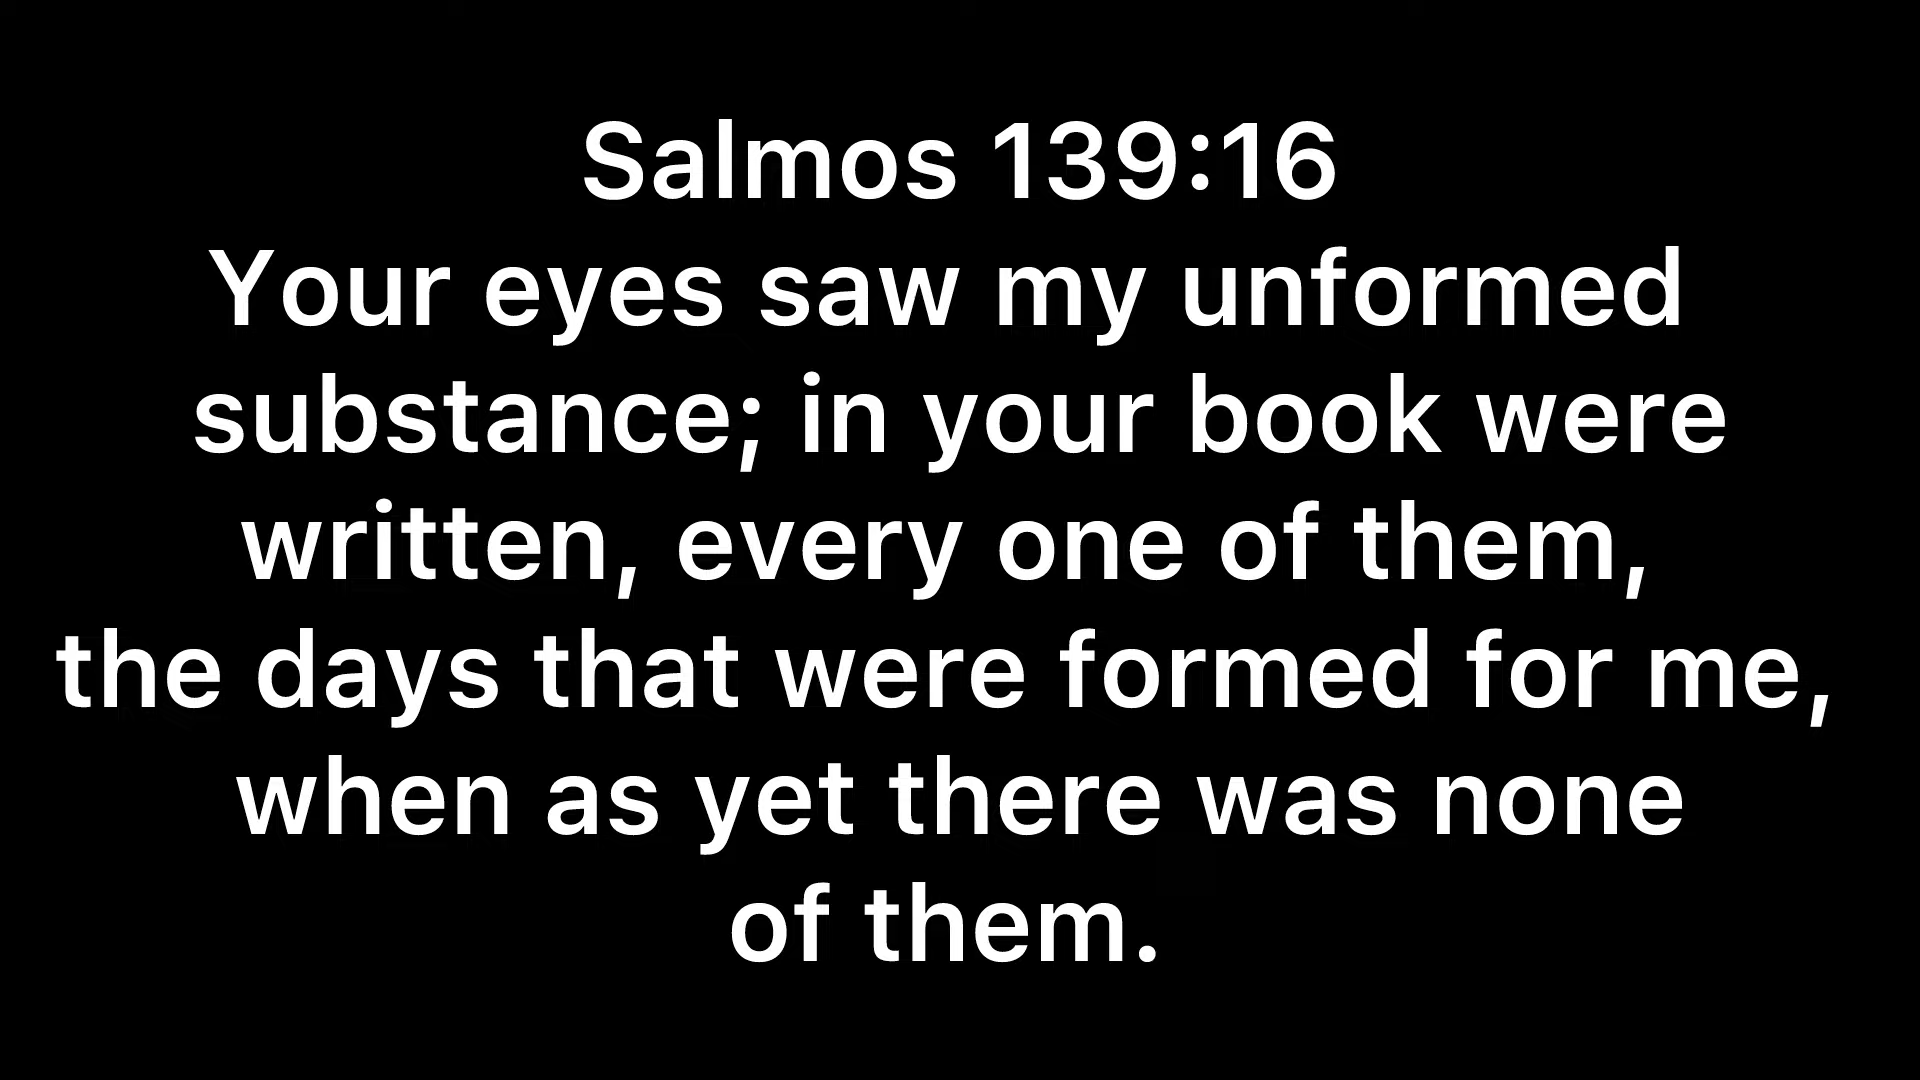 Salmos 139:16
Your eyes saw my unformed
substance; in your book were
written, every one of them,
the days that were formed for me,
when as yet there was none
of them.